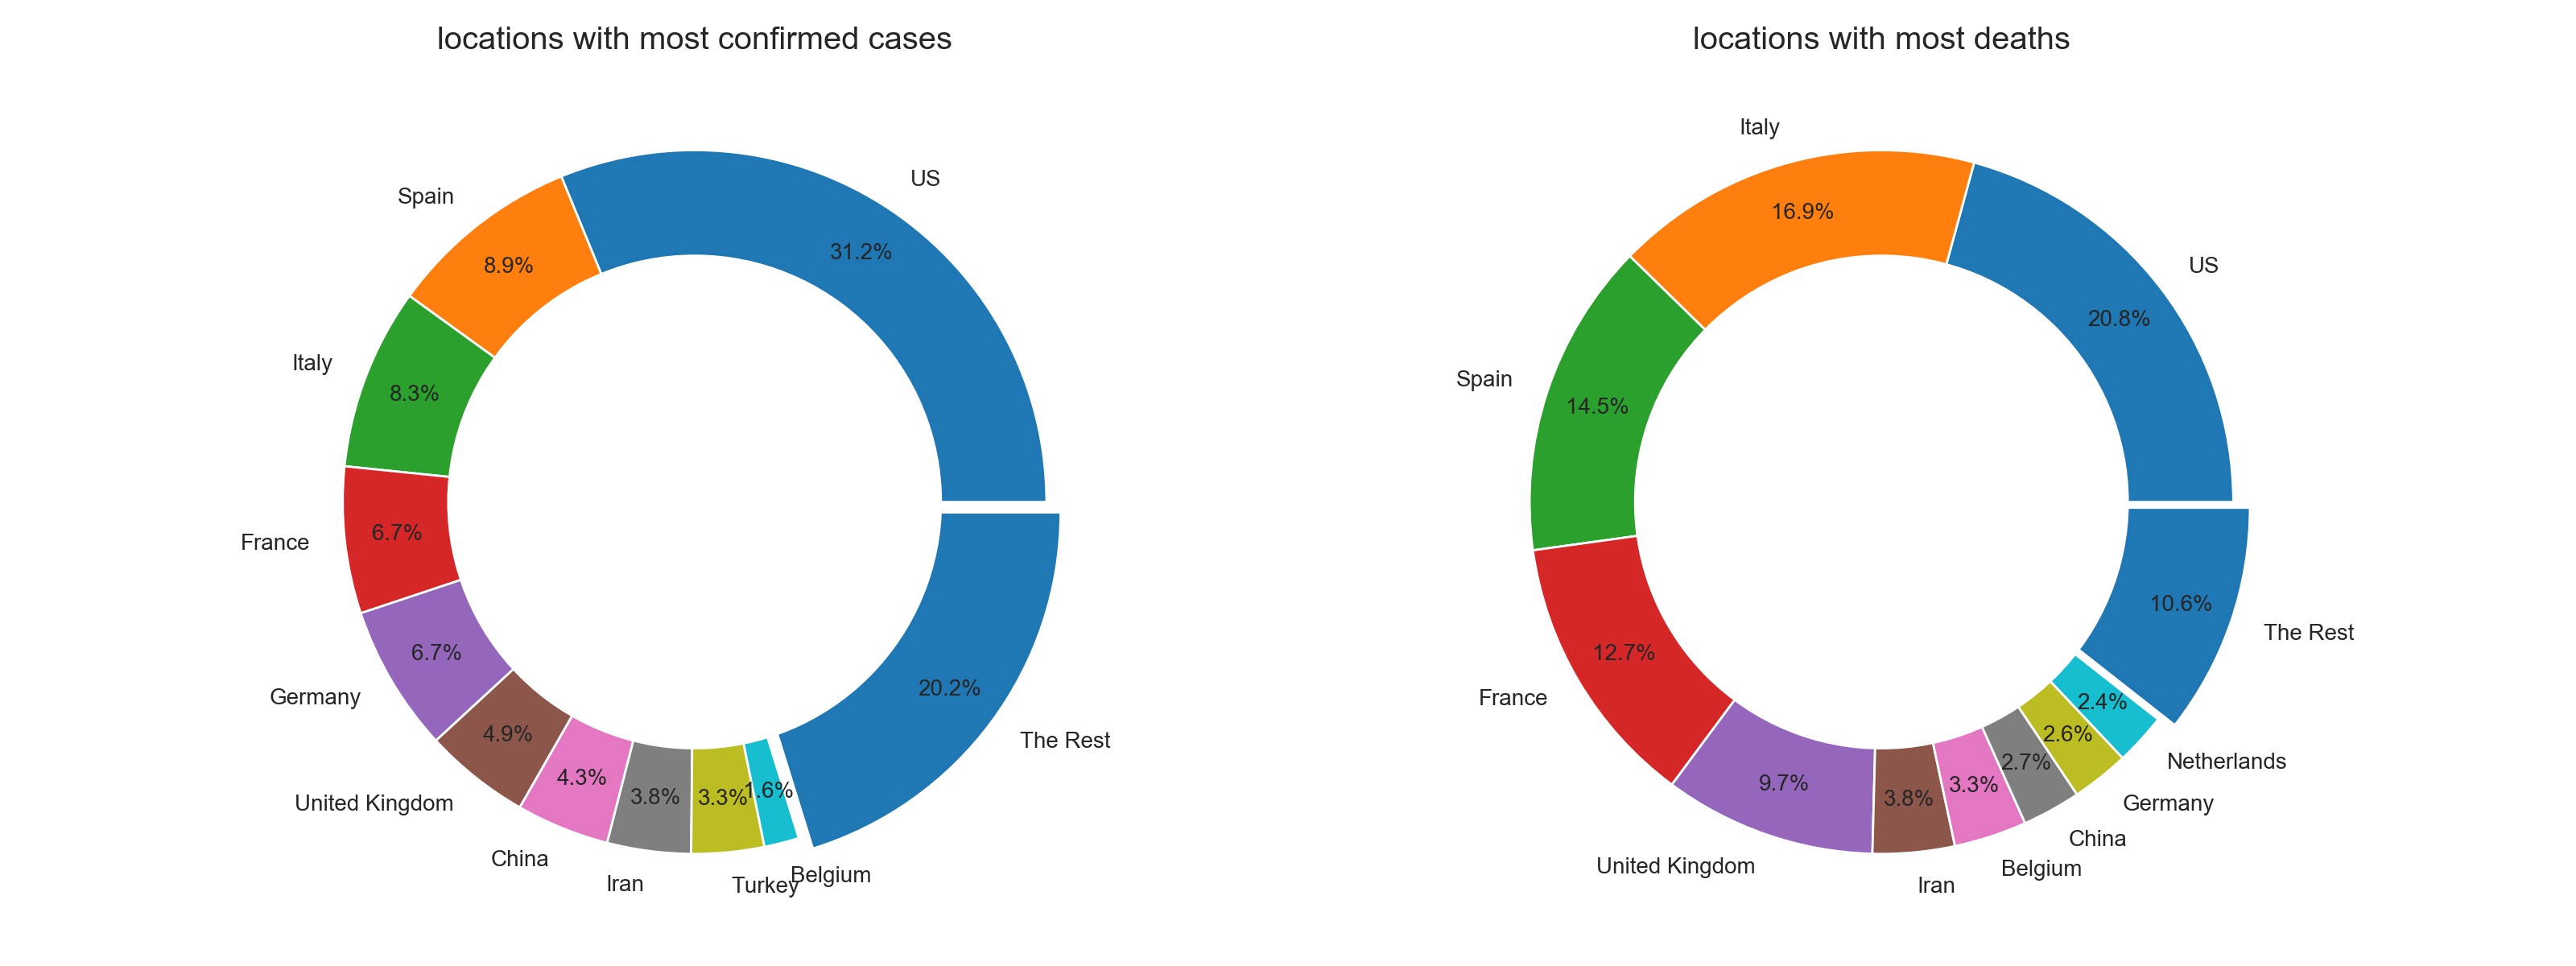 locations with most confirmed cases
US
31.2%
Spain
8.9%
Italy
8.3%
France
6.7%
Germany
6.7%
United Kingdom
4.9%
China
4.3%
Iran
3.8%
Turkey
3.3%
Belgium
1.6%
The Rest
20.2%
locations with most deaths
US
20.8%
Italy
16.9%
Spain
14.5%
France
12.7%
United Kingdom
9.7%
Iran
3.8%
Belgium
3.3%
China
2.7%
Germany
2.6%
Netherlands
2.4%
The Rest
10.6%